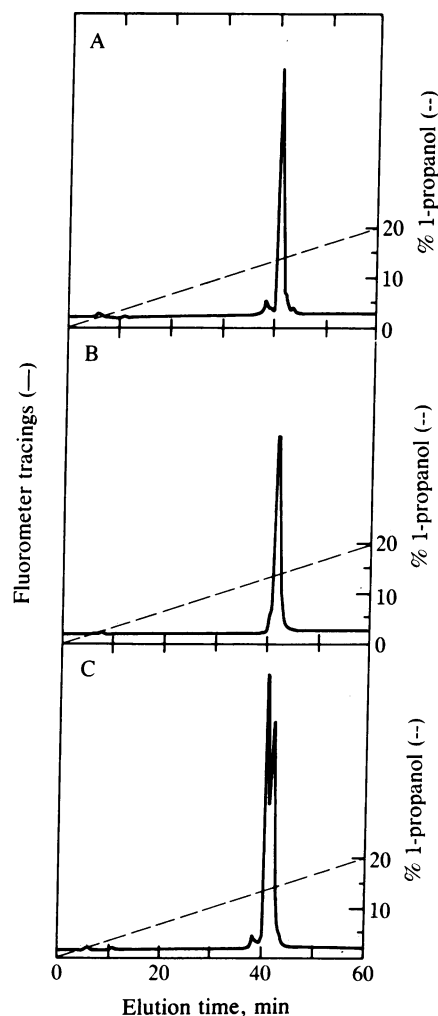 A
% 1-propanol (--)
20
10
0
B
% 1-propanol (--)
20
10
0
Fluorometer tracings (—)
C
% 1-propanol (--)
20
10
0 20 40 60
Elution time, min